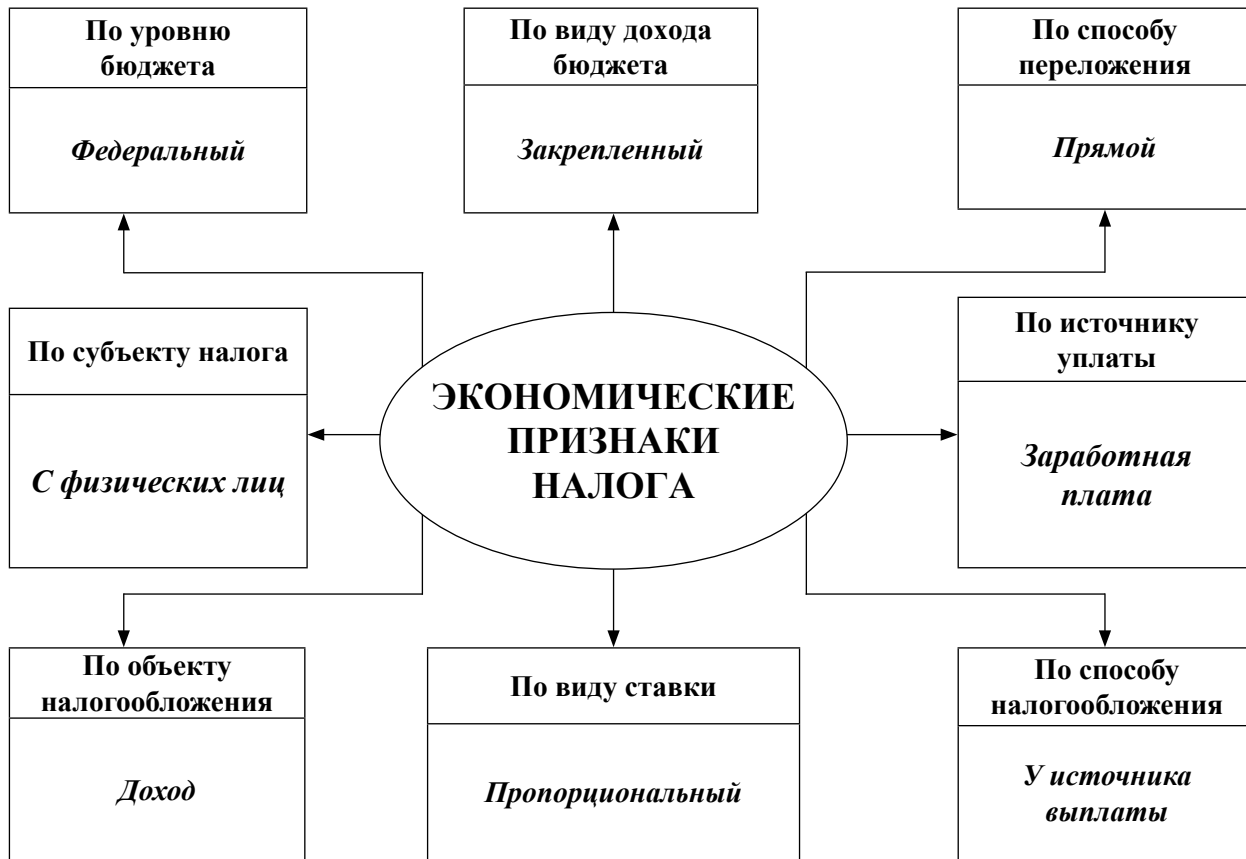 По уровню
бюджета
Федеральный
По виду дохода
бюджета
Закрепленный
По способу
переложения
Прямой
По субъекту налога
С физических лиц
ЭКОНОМИЧЕСКИЕ
ПРИЗНАКИ
НАЛОГА
По источнику
уплаты
Заработная
плата
По объекту
налогообложения
Доход
По виду ставки
Пропорциональный
По способу
налогообложения
У источника
выплаты